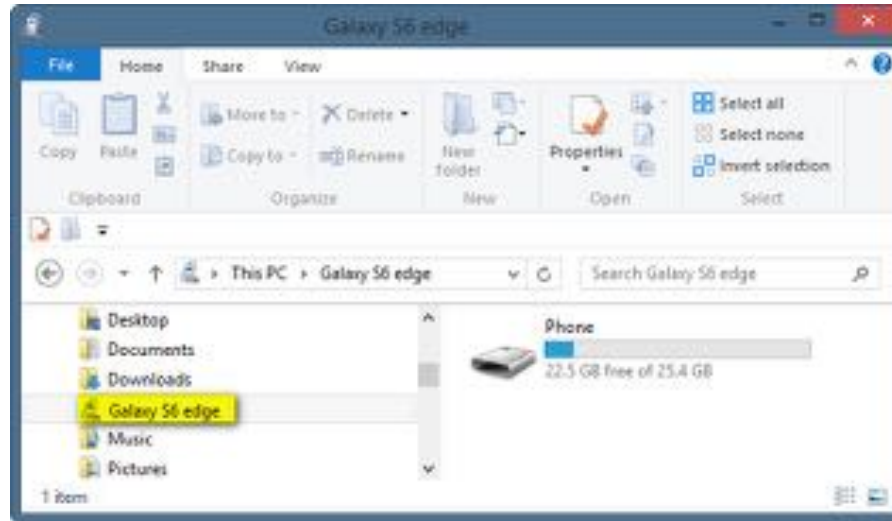 Galaxy S6 edge
File Home Share View
Copy Paste Move to Copy to Delete Rename New folder Properties Select all Select none Invert selection
Clipboard Organize New Open Select
This PC Galaxy S6 edge Search Galaxy S6 edge
Desktop
Documents
Downloads
Galaxy S6 edge
Music
Pictures
Phone
22.5 GB free of 25.4 GB
1 item